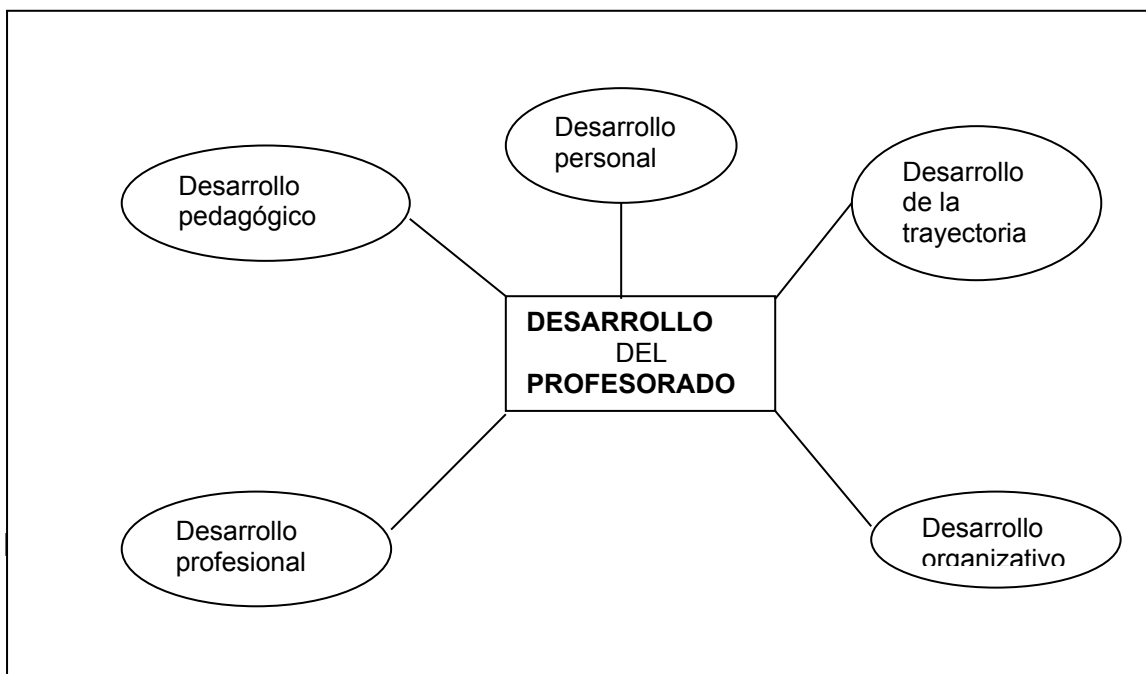 Desarrollo
personal
Desarrollo
pedagógico
Desarrollo
de la
trayectoria
DESARROLLO
DEL
PROFESORADO
Desarrollo
profesional
Desarrollo
organizativo